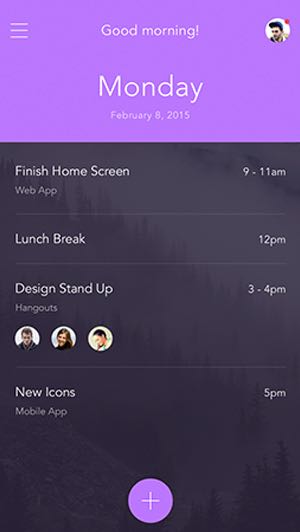 Good morning!
Monday
February 8, 2015
Finish Home Screen 9 - 11am
Web App
Lunch Break 12pm
Design Stand Up 3 - 4pm
Hangouts
New Icons 5pm
Mobile App